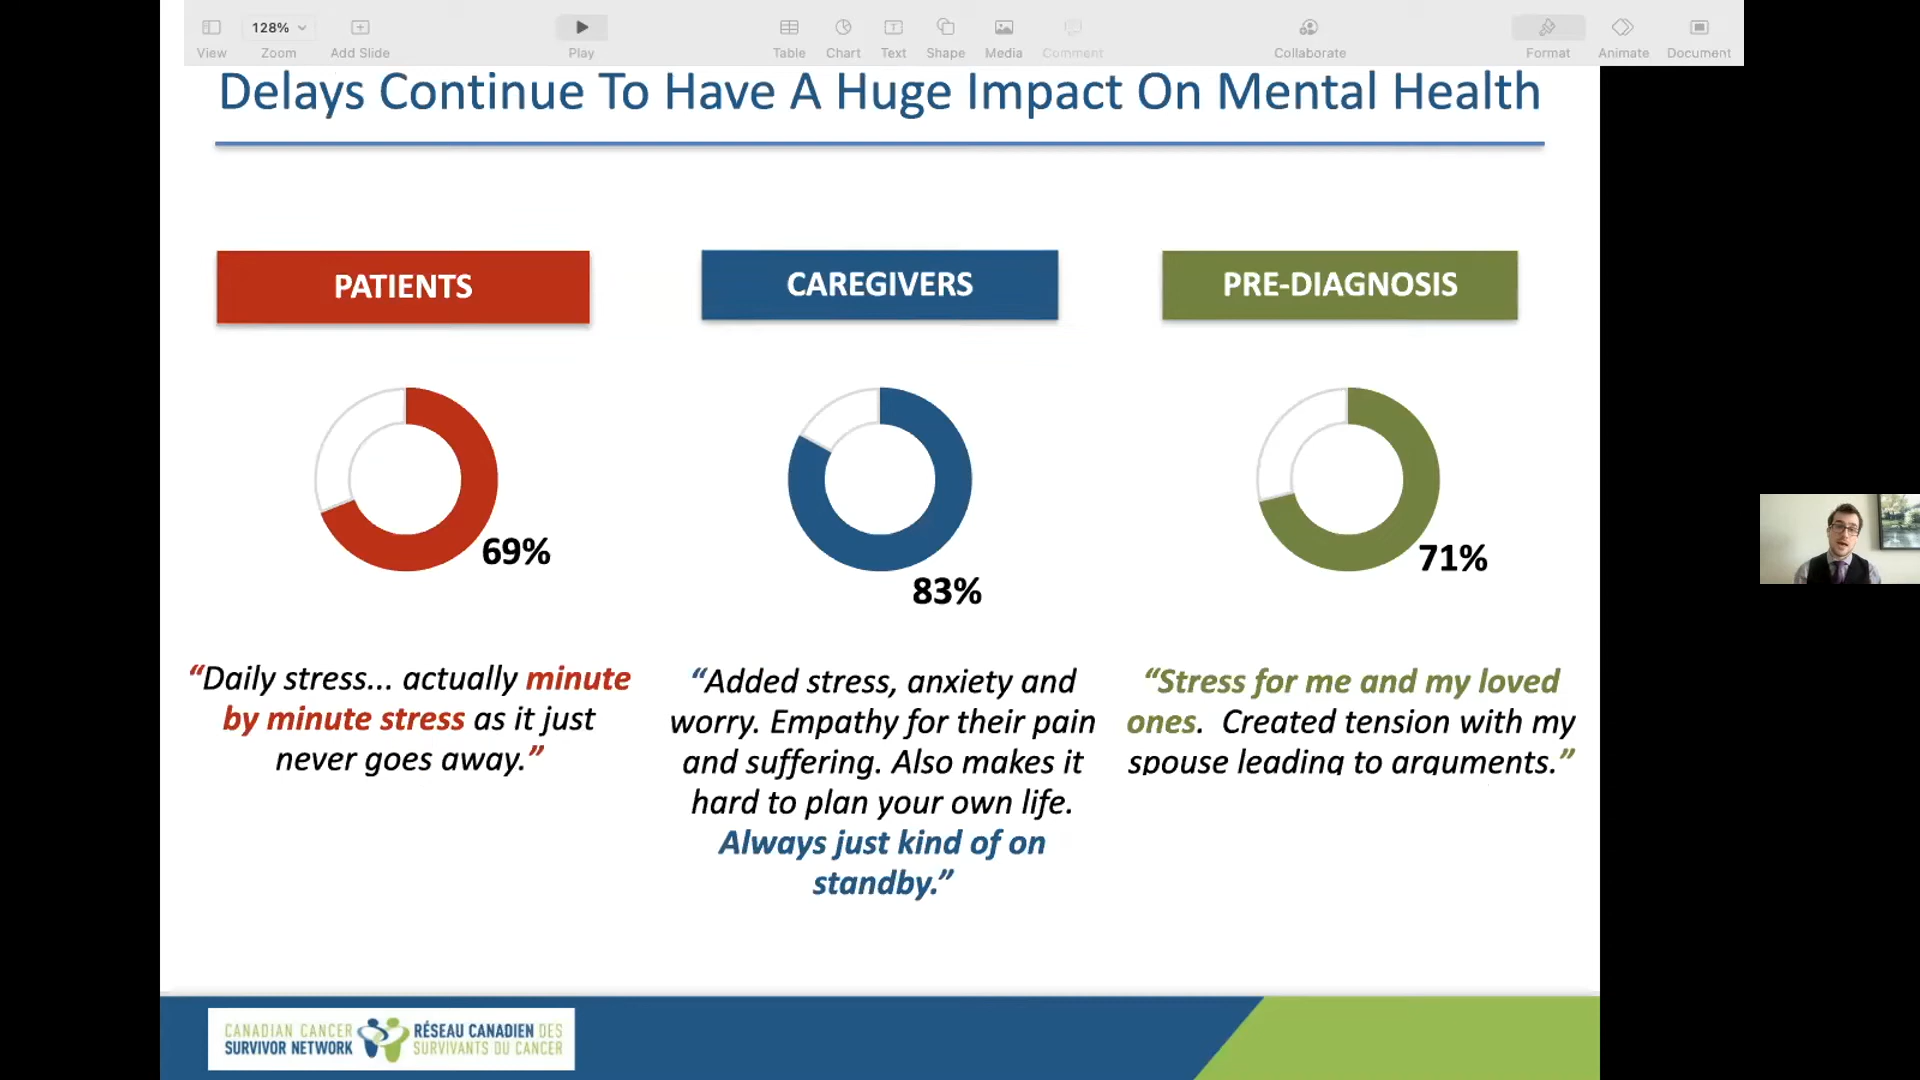 128%
View
Zoom
Add Slide
Play
Table
Chart
Text
Shape
Media
Comment
Collaborate
Format
Animate
Document
Delays Continue To Have A Huge Impact On Mental Health
PATIENTS
69%
“Daily stress... actually minute
by minute stress as it just
never goes away.”
CAREGIVERS
83%
“Added stress, anxiety and
worry. Empathy for their pain
and suffering. Also makes it
hard to plan your own life.
Always just kind of on
standby.”
PRE-DIAGNOSIS
71%
“Stress for me and my loved
ones. Created tension with my
spouse leading to arguments.”
CANADIAN CANCER
SURVIVOR NETWORK
RÉSEAU CANADIEN DES
SURVIVANTS DU CANCER